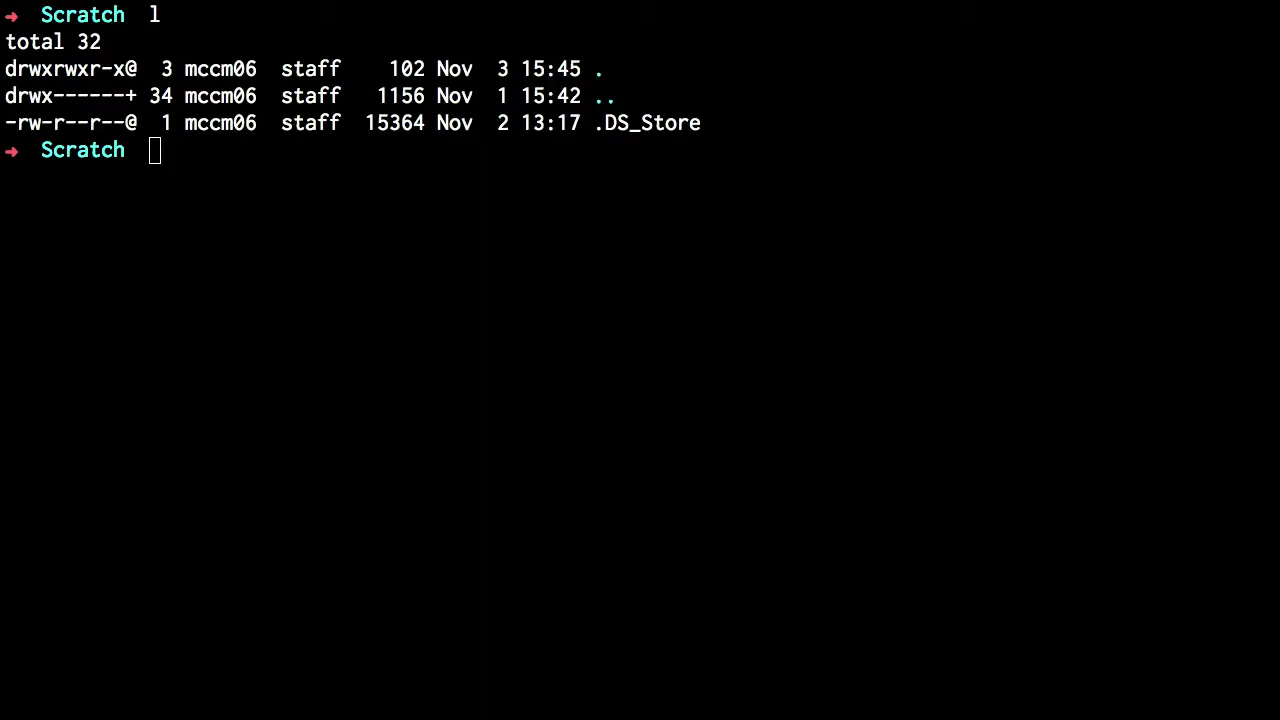 ➜  Scratch  l
total 32
drwxrwxr-x@  3 mccm06  staff    102 Nov  3 15:45 .
drwx------+ 34 mccm06  staff   1156 Nov  1 15:42 ..
-rw-r--r--@  1 mccm06  staff  15364 Nov  2 13:17 .DS_Store
➜  Scratch